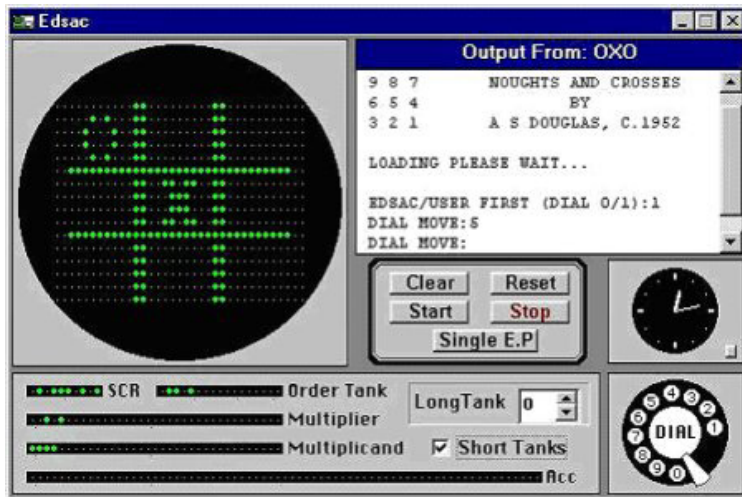 Edsac
Output From: OXO
9 8 7 NOUGHTS AND CROSSES
6 5 4 BY
3 2 1 A S DOUGLAS, C.1952
LOADING PLEASE WAIT...
EDSAC/USER FIRST (DIAL 0/1):1
DIAL MOVE:5
DIAL MOVE:
Clear Reset
Start Stop
Single E.P
SCR Order Tank
Multiplier
Multiplicand
Acc
LongTank 0
Short Tanks
1 2 3 4 5 6 7 8 9 0
DIAL